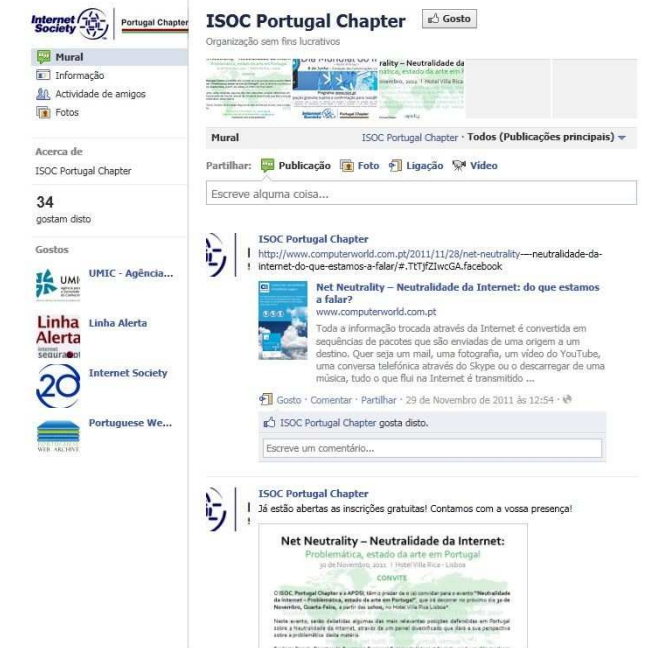 Internet Society
Portugal Chapter
ISOC Portugal Chapter
Gosto
Organização sem fins lucrativos
Mural
Informação
Actividade de amigos
Fotos
Acerca de
ISOC Portugal Chapter
34
gostam disto
Gostos
UMIC - Agência...
Linha Alerta
Linha Alerta
Internet Society
Portuguese We...
Mural
ISOC Portugal Chapter · Todos (Publicações principais)
Partilhar: Publicação Foto Ligação Vídeo
Escreve alguma coisa...
ISOC Portugal Chapter
http://www.computerworld.com.pt/2011/11/28/net-neutrality-–-neutralidade-da-
internet-do-que-estamos-a-falar/#.TtTjfZIwcGA.facebook
Net Neutrality – Neutralidade da Internet: do que estamos
a falar?
www.computerworld.com.pt
Toda a informação trocada através da Internet é convertida em
sequências de pacotes que são enviadas de uma origem a um
destino. Quer seja um mail, uma fotografia, um vídeo do YouTube,
uma conversa telefónica através do Skype ou o descarregar de uma
música, tudo o que flui na Internet é transmitido ...
Gosto · Comentar · Partilhar · 29 de Novembro de 2011 às 12:54 ·
ISOC Portugal Chapter gosta disto.
Escreve um comentário...
ISOC Portugal Chapter
Já estão abertas as inscrições gratuitas! Contamos com a vossa presença!
Net Neutrality – Neutralidade da Internet:
Problemática, estado da arte em Portugal
30 de Novembro, 2011 | Hotel Villa Rica - Lisboa
CONVITE